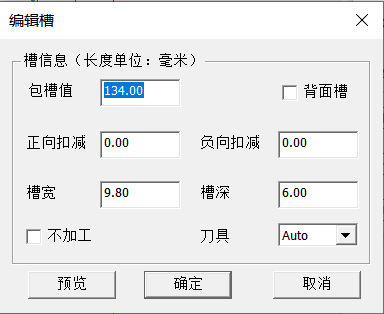 编辑槽
槽信息（长度单位：毫米）
包槽值 134.00 背面槽
正向扣减 0.00 负向扣减 0.00
槽宽 9.80 槽深 6.00
不加工 刀具 Auto
预览 确定 取消